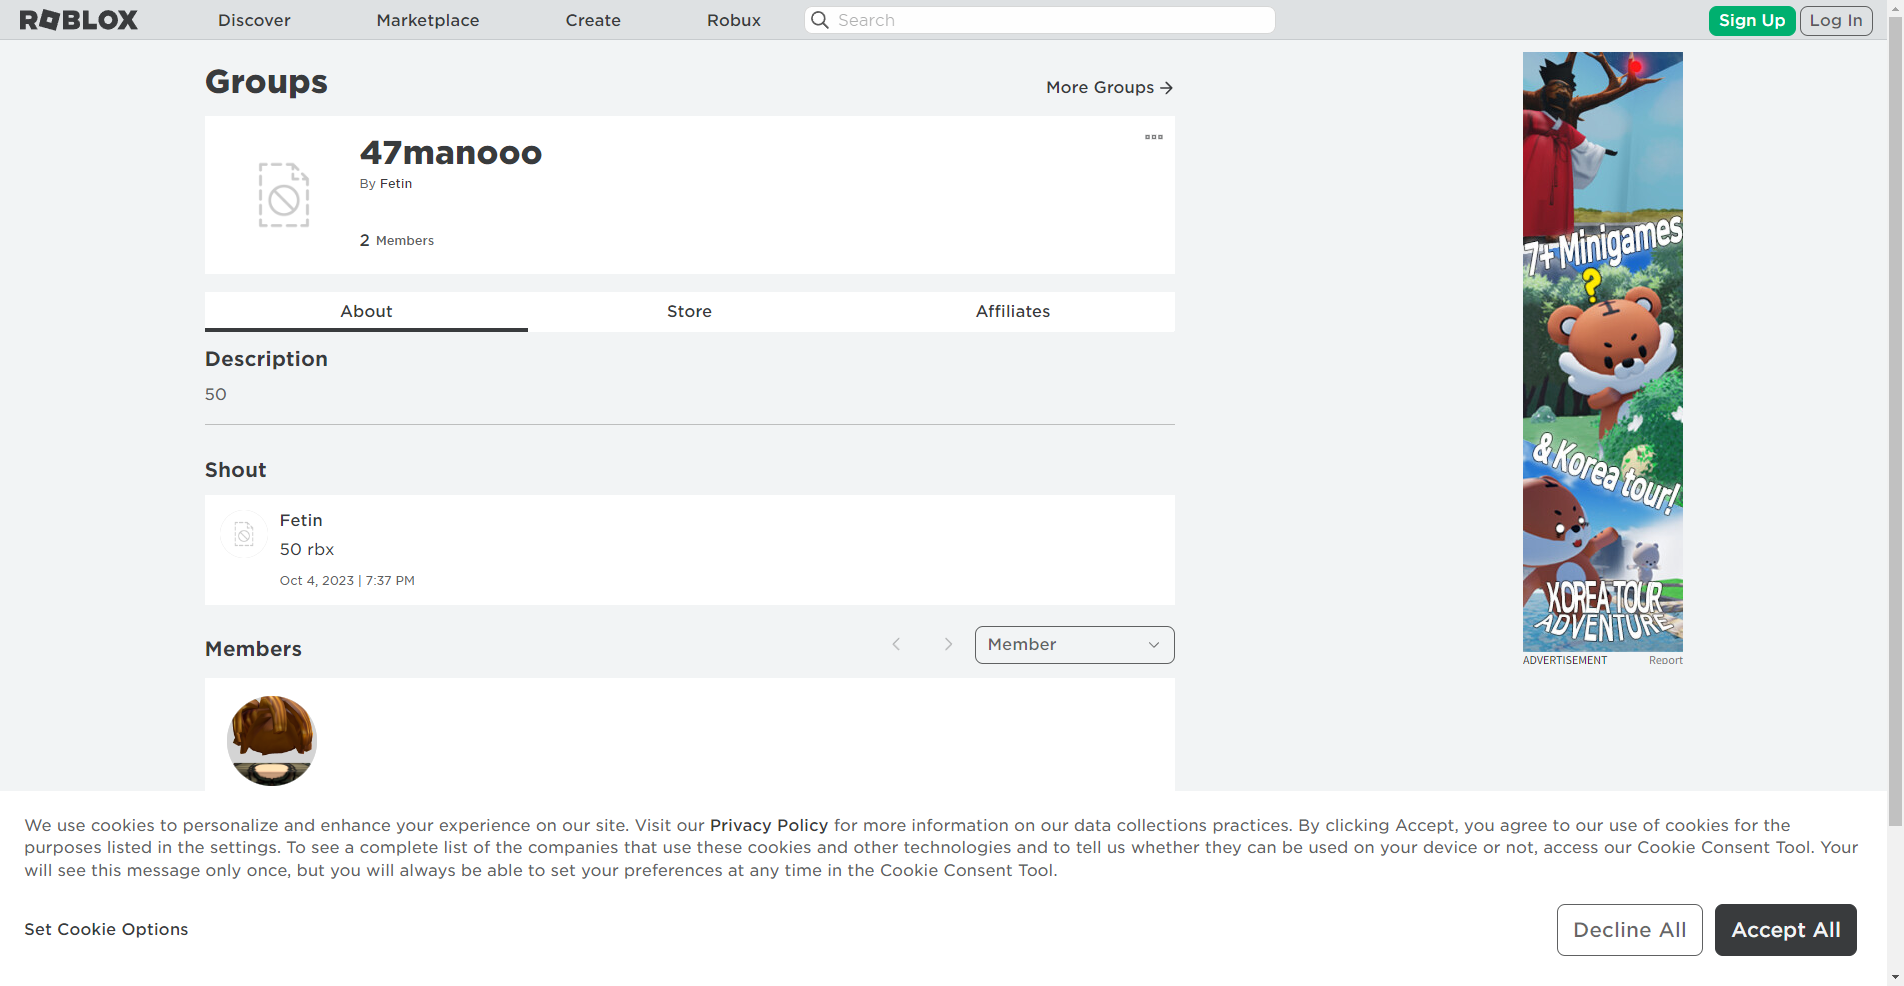 ROBLOX
Discover
Marketplace
Create
Robux
Search
Sign Up
Log In
Groups
More Groups →
47manooo
By Fetin
2 Members
About
Store
Affiliates
Description
50
Shout
Fetin
50 rbx
Oct 4, 2023 | 7:37 PM
Members
Member
7+ Minigames
?
& Korea tour!
KOREA TOUR
ADVENTURE
ADVERTISEMENT
Report
We use cookies to personalize and enhance your experience on our site. Visit our Privacy Policy for more information on our data collections practices. By clicking Accept, you agree to our use of cookies for the
purposes listed in the settings. To see a complete list of the companies that use these cookies and other technologies and to tell us whether they can be used on your device or not, access our Cookie Consent Tool. Your
will see this message only once, but you will always be able to set your preferences at any time in the Cookie Consent Tool.
Set Cookie Options
Decline All
Accept All